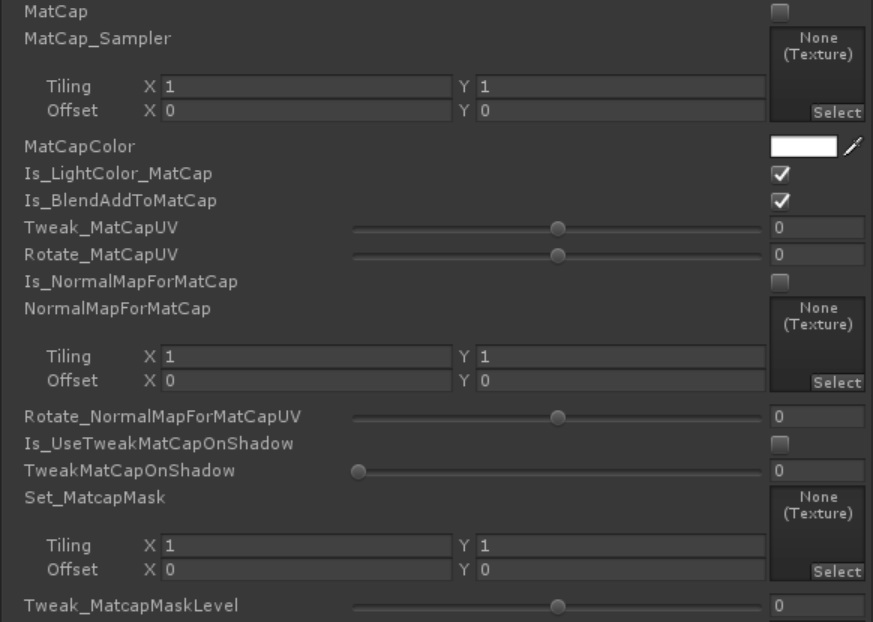 MatCap
MatCap_Sampler
None
(Texture)
Tiling X 1 Y 1
Offset X 0 Y 0
Select
MatCapColor
Is_LightColor_MatCap
Is_BlendAddToMatCap
Tweak_MatCapUV 0
Rotate_MatCapUV 0
Is_NormalMapForMatCap
NormalMapForMatCap
None
(Texture)
Tiling X 1 Y 1
Offset X 0 Y 0
Select
Rotate_NormalMapForMatCapUV 0
Is_UseTweakMatCapOnShadow
TweakMatCapOnShadow 0
Set_MatcapMask
None
(Texture)
Tiling X 1 Y 1
Offset X 0 Y 0
Select
Tweak_MatcapMaskLevel 0